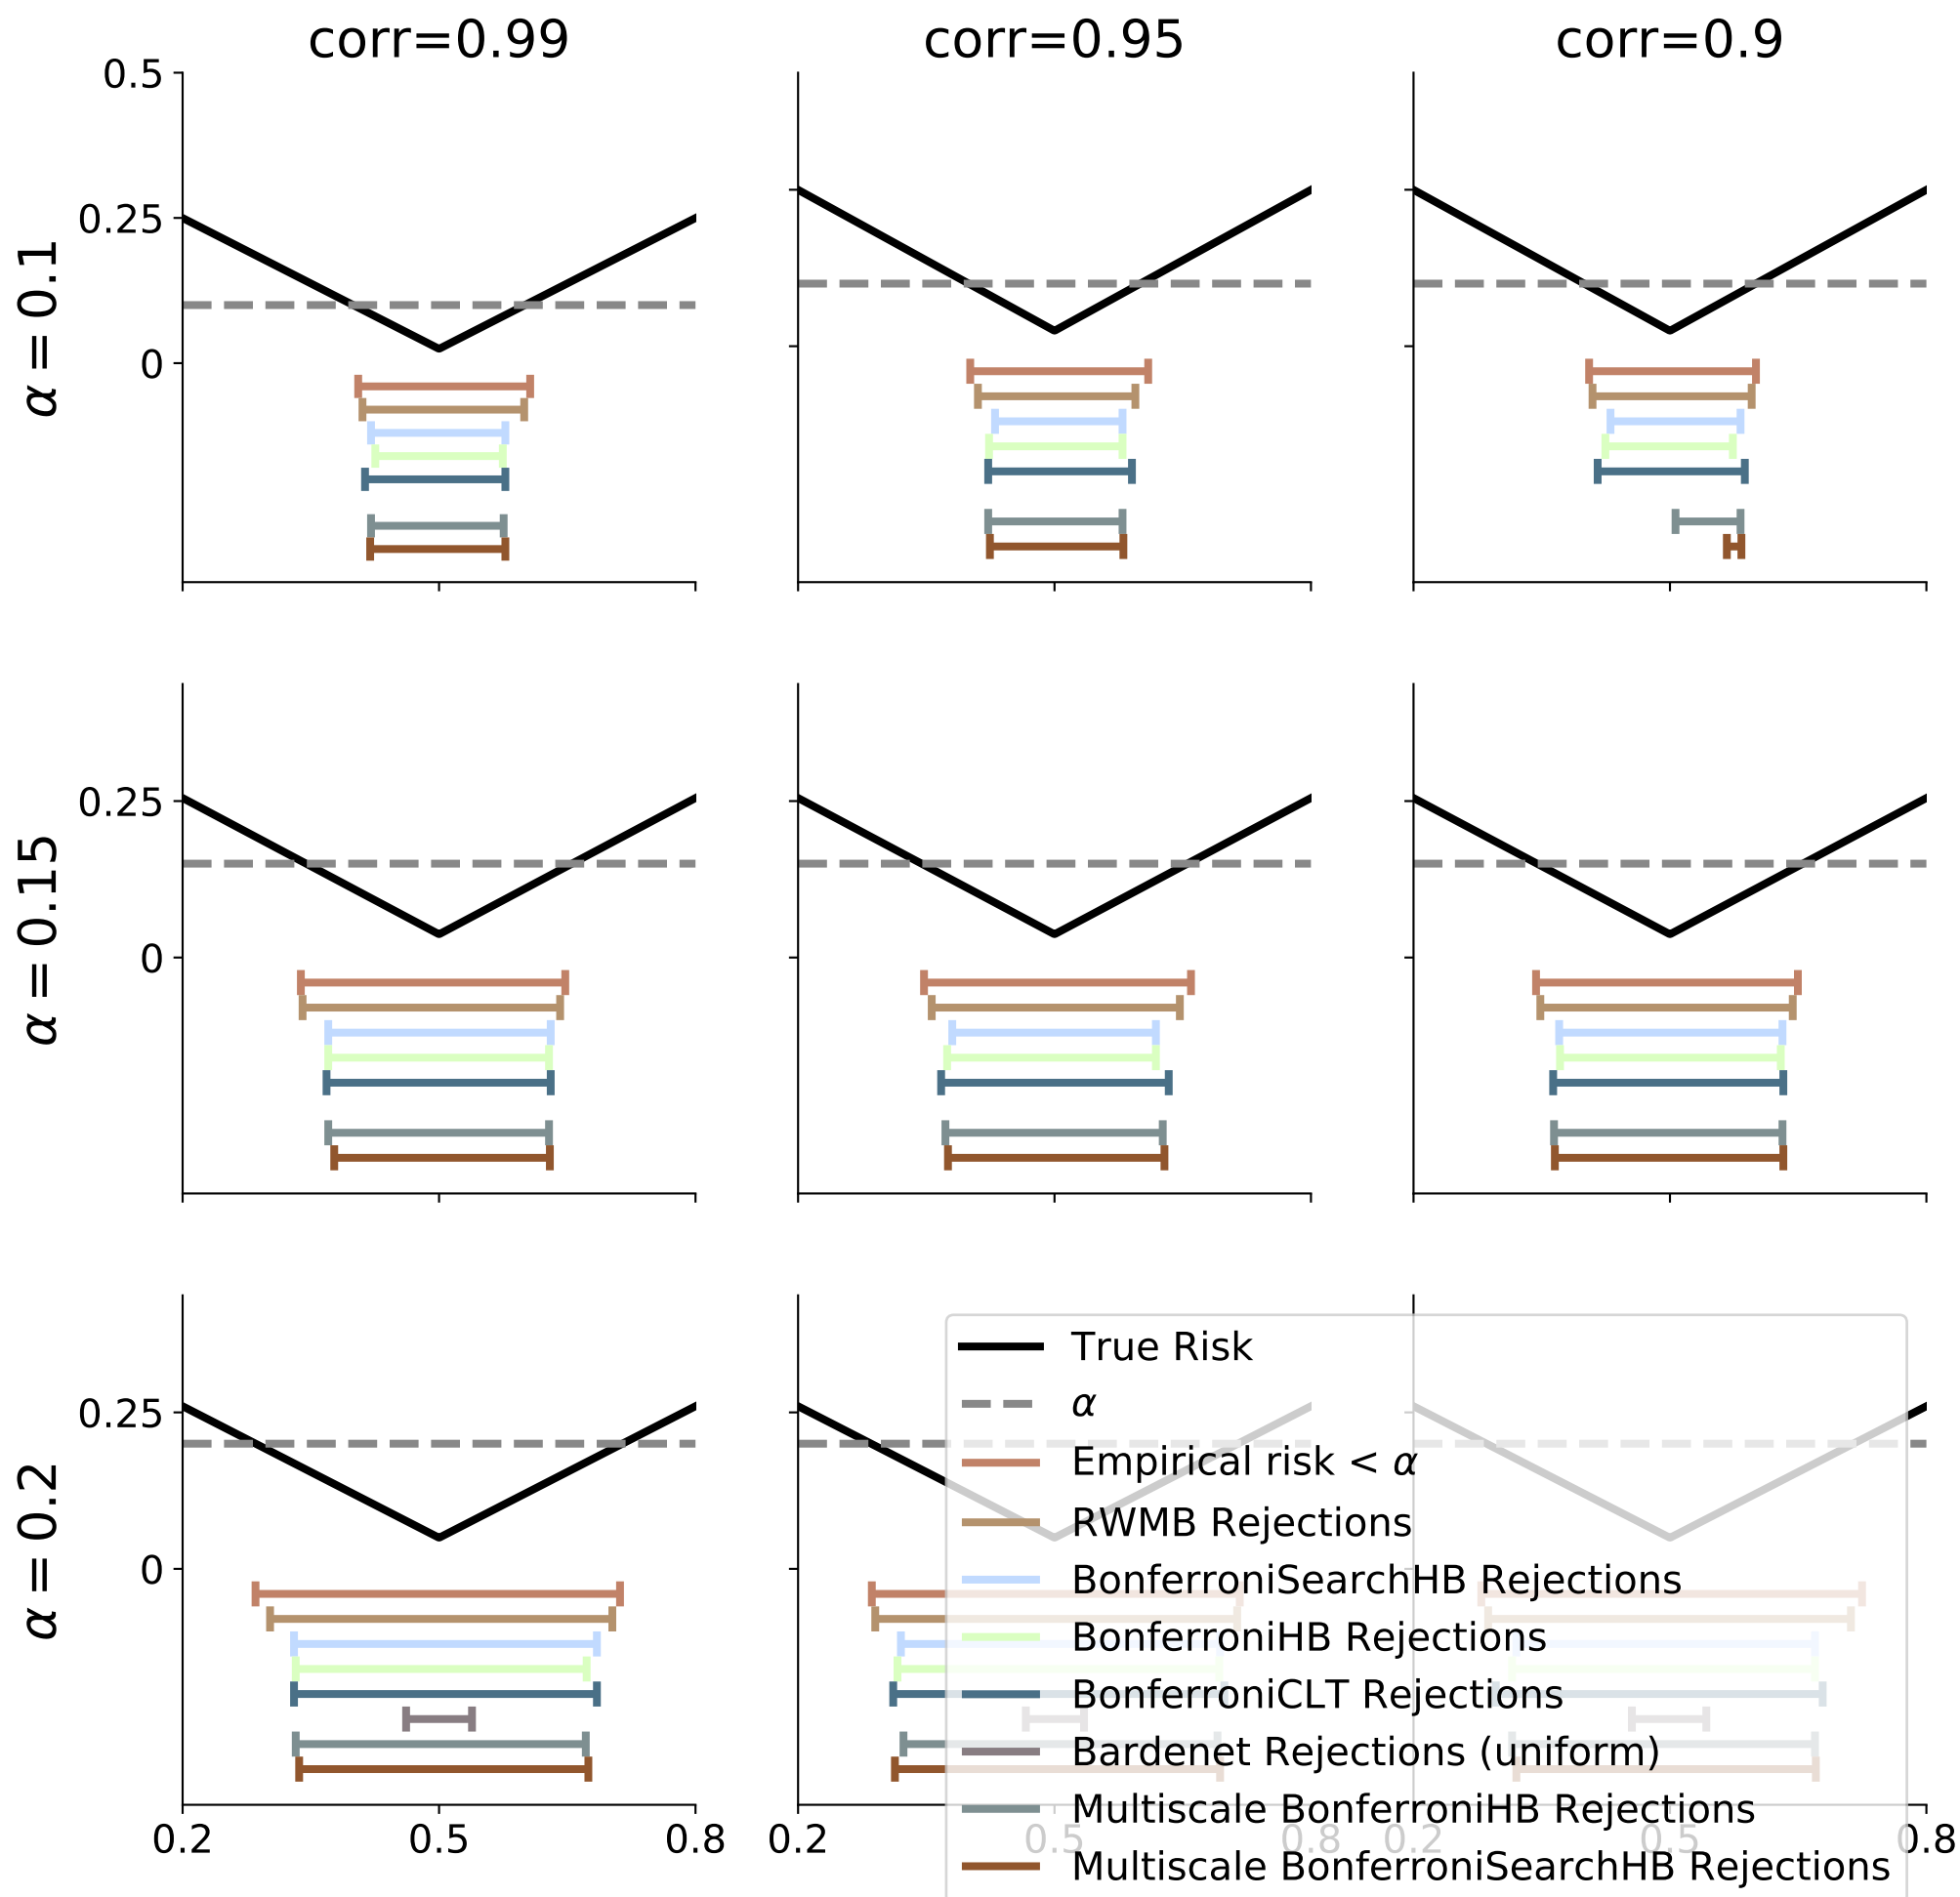 corr=0.99 corr=0.95 corr=0.9
0.5
0.25
α = 0.1
0
0.25
α = 0.15
0
True Risk
α
0.25
Empirical risk < α
α = 0.2
RWMB Rejections
0
BonferroniSearchHB Rejections
BonferroniHB Rejections
BonferroniCLT Rejections
Bardenet Rejections (uniform)
Multiscale BonferroniHB Rejections
0.2 0.5 0.8 0.2 0.5 0.8 0.2 0.5 0.8
Multiscale BonferroniSearchHB Rejections